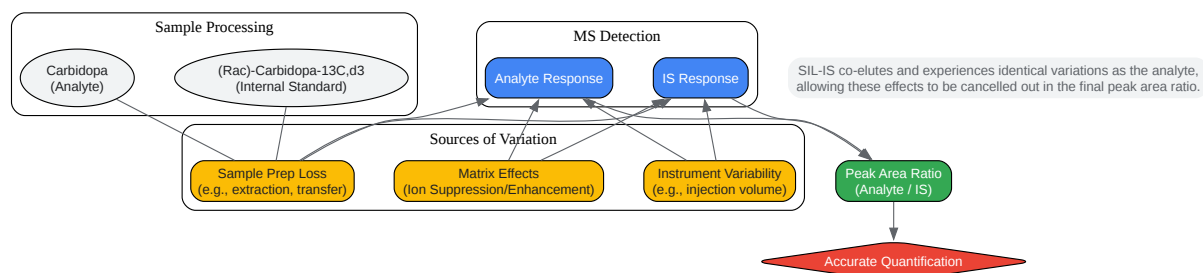 Sample Processing
Carbidopa
(Analyte)
(Rac)-Carbidopa-13C,d3
(Internal Standard)
MS Detection
Analyte Response
IS Response
SIL-IS co-elutes and experiences identical variations as the analyte,
allowing these effects to be cancelled out in the final peak area ratio.
Sources of Variation
Sample Prep Loss
(e.g., extraction, transfer)
Matrix Effects
(Ion Suppression/Enhancement)
Instrument Variability
(e.g., injection volume)
Peak Area Ratio
(Analyte / IS)
Accurate Quantification